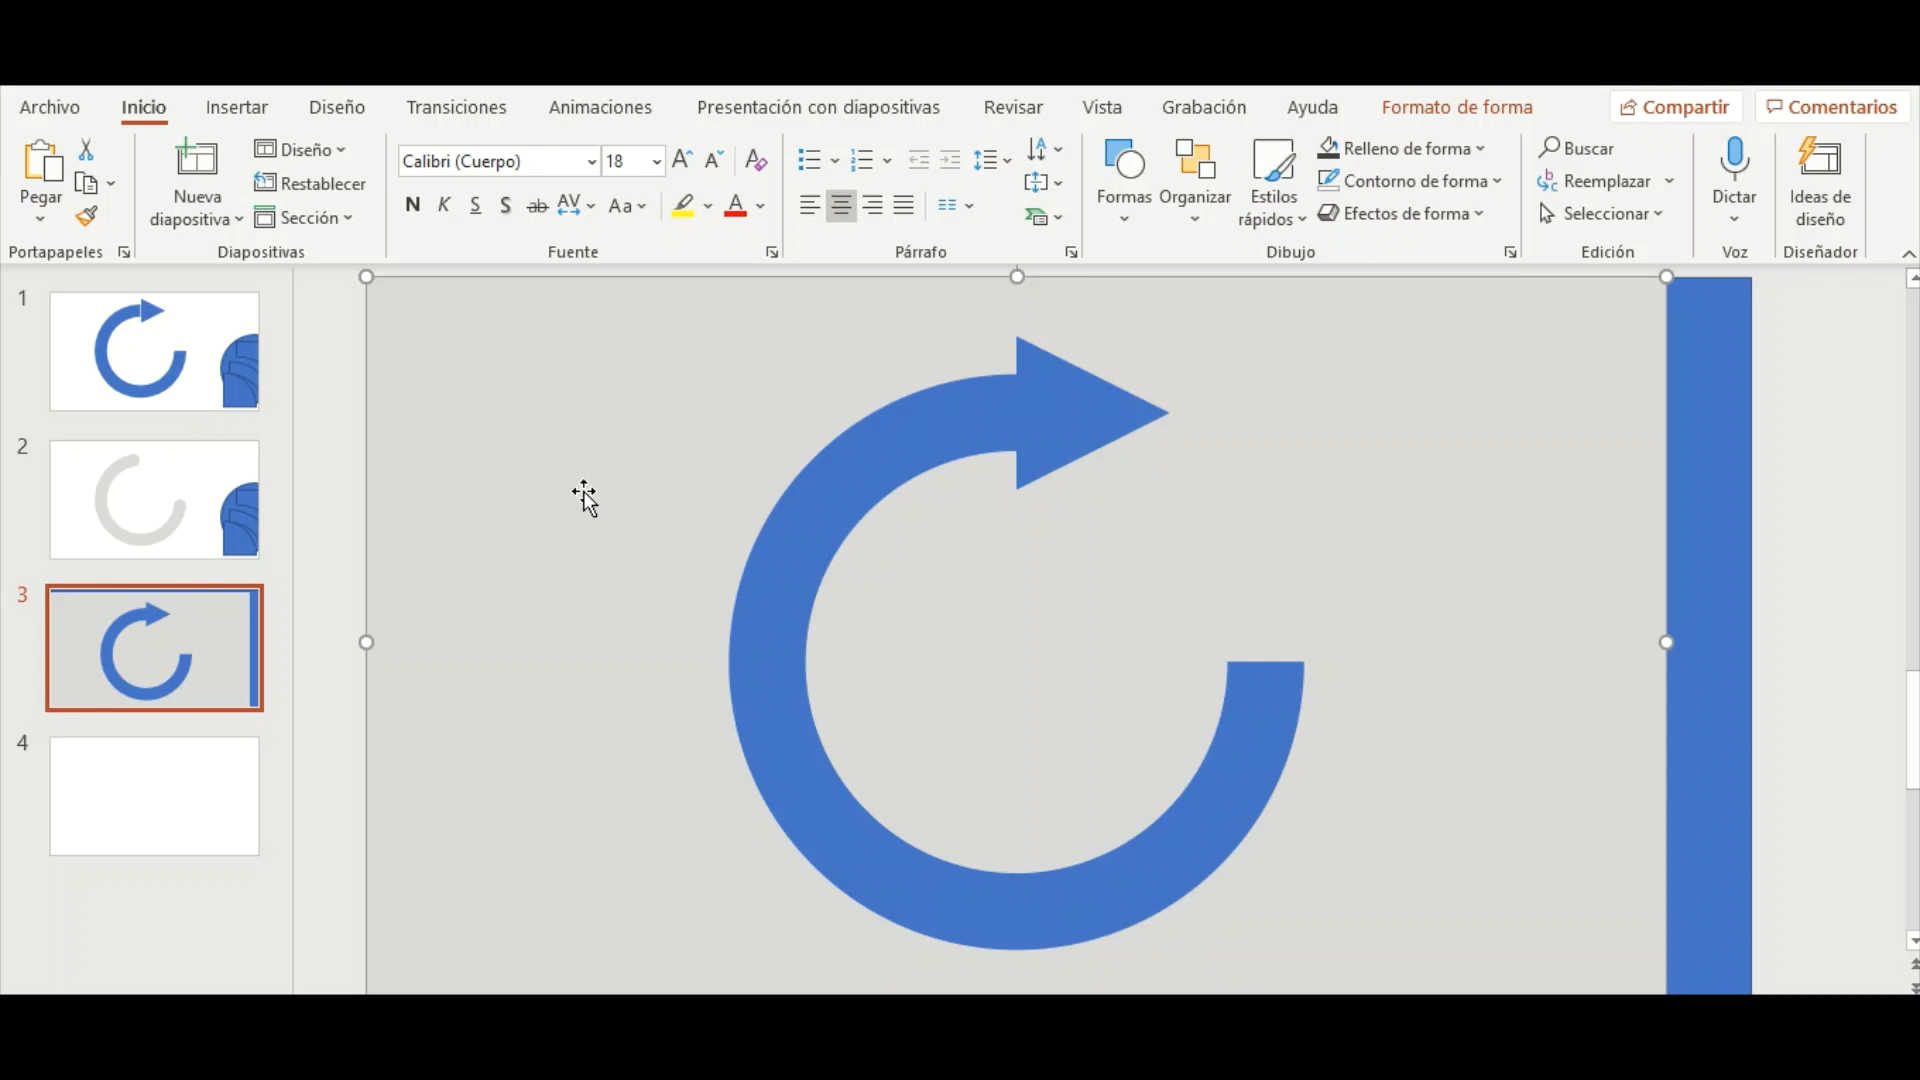 Archivo Inicio Insertar Diseño Transiciones Animaciones Presentación con diapositivas Revisar Vista Grabación Ayuda Formato de forma Compartir Comentarios
Pegar
Nueva
diapositiva
Diseño
Restablecer
Sección
Calibri (Cuerpo) 18 A A A
N K S S ab AV Aa A
Formas Organizar Estilos
rápidos
Relleno de forma
Contorno de forma
Efectos de forma
Buscar
Reemplazar
Seleccionar
Dictar
Ideas de
diseño
Portapapeles Diapositivas Fuente Párrafo Dibujo Edición Voz Diseñador
1
2
3
4